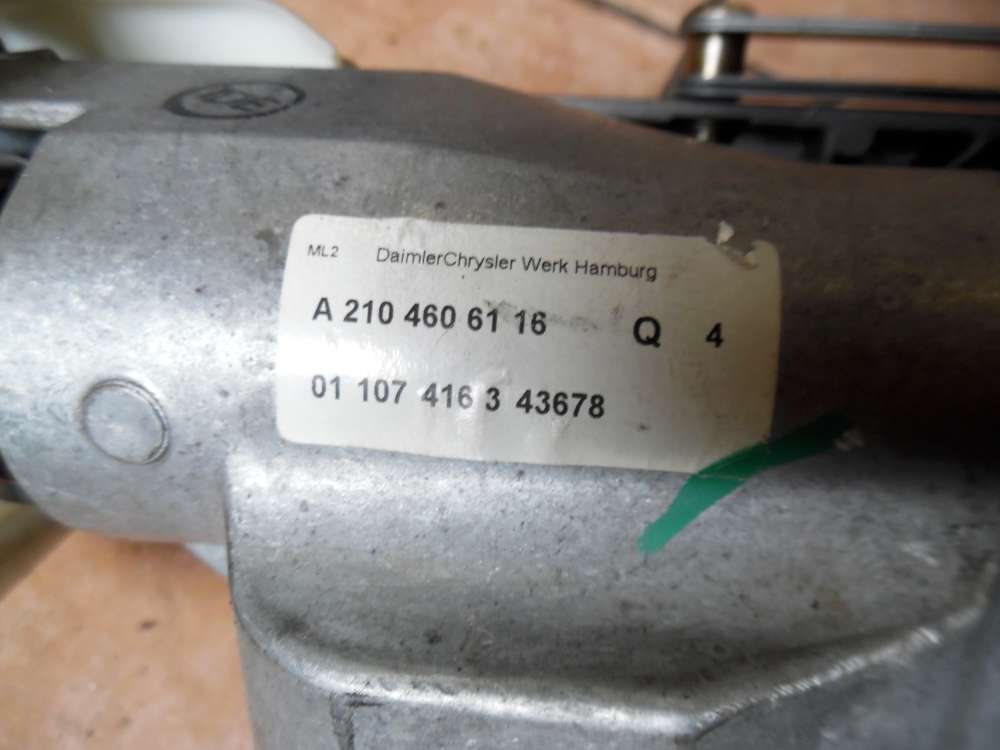 ML2 DaimlerChrysler Werk Hamburg
A 210 460 61 16 Q 4
01 107 416 3 43678